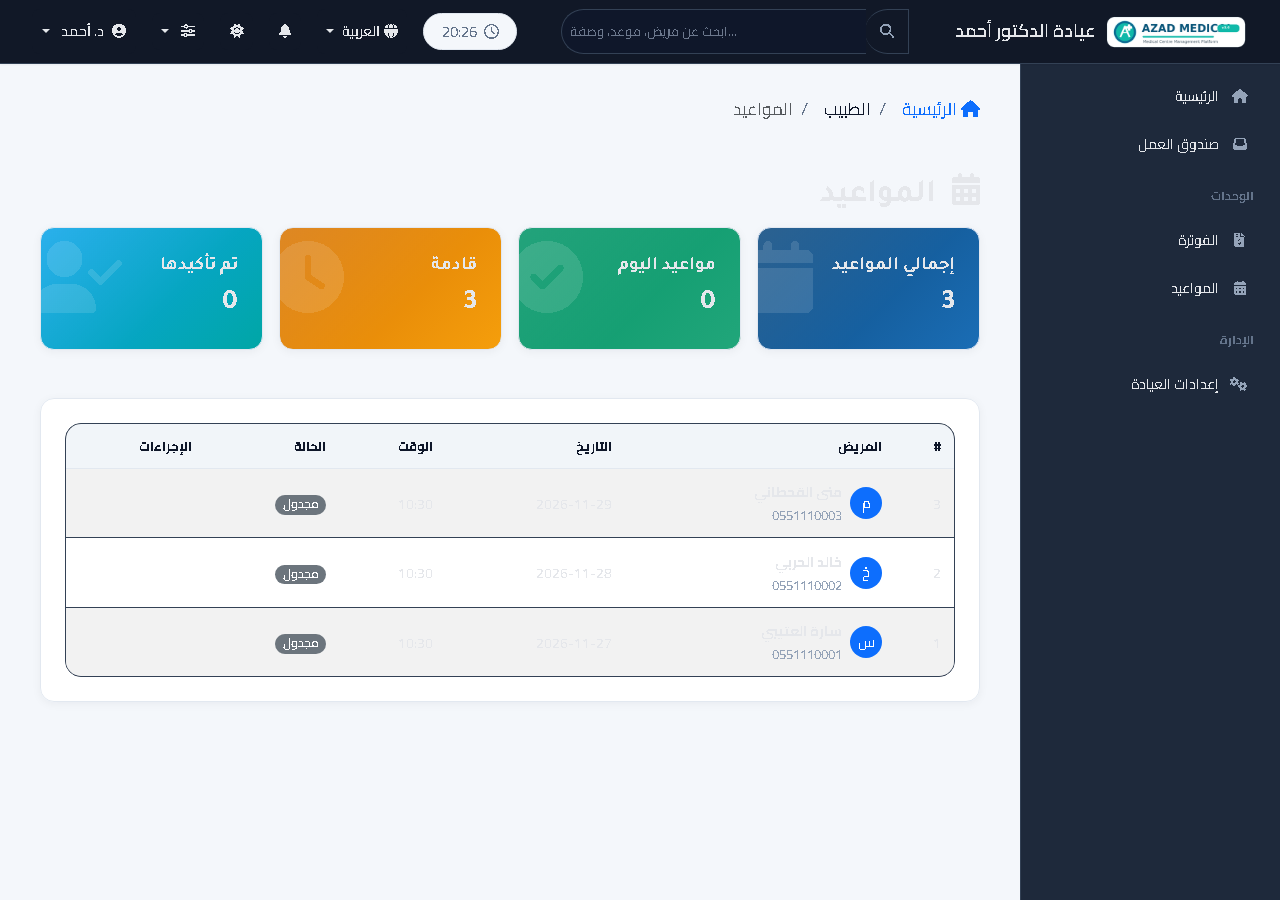 AZAD MEDIC
Medical Centre Management Platform
عيادة الدكتور أحمد
ابحث عن مريض، موعد، وصفة...
20:26
العربية
د. أحمد
الرئيسية
صندوق العمل
الوحدات
الفوترة
المواعيد
الإدارة
إعدادات العيادة
الرئيسية / الطبيب / المواعيد
المواعيد
إجمالي المواعيد
3
مواعيد اليوم
0
قادمة
3
تم تأكيدها
0
# المريض التاريخ الوقت الحالة الإجراءات
3 م منى القحطاني 0551110003 2026-11-29 10:30 مجدول
2 خ خالد الحربي 0551110002 2026-11-28 10:30 مجدول
1 س سارة العتيبي 0551110001 2026-11-27 10:30 مجدول